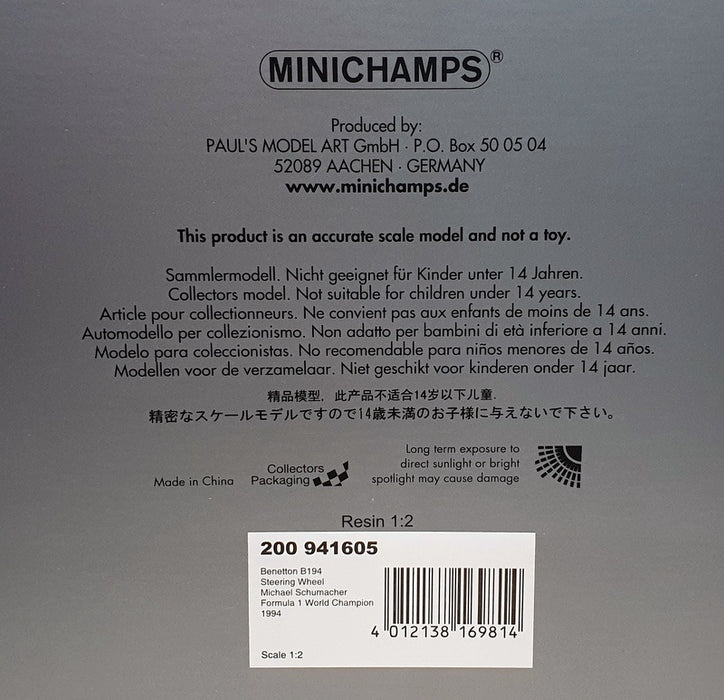 MINICHAMPS®
Produced by:
PAUL'S MODEL ART GmbH · P.O. Box 50 05 04
52089 AACHEN · GERMANY
www.minichamps.de
This product is an accurate scale model and not a toy.
Sammlermodell. Nicht geeignet für Kinder unter 14 Jahren.
Collectors model. Not suitable for children under 14 years.
Article pour collectionneurs. Ne convient pas aux enfants de moins de 14 ans.
Automodello per collezionismo. Non adatto per bambini di età inferiore a 14 anni.
Modelo para coleccionistas. No recomendable para niños menores de 14 años.
Modellen voor de verzamelaar. Niet geschikt voor kinderen onder 14 jaar.
精品模型，此产品不适合14岁以下儿童.
精密なスケールモデルですので14歳未満のお子様に与えないで下さい。
Made in China
Collectors
Packaging
Long term exposure to
direct sunlight or bright
spotlight may cause damage
Resin 1:2
200 941605
Benetton B194
Steering Wheel
Michael Schumacher
Formula 1 World Champion
1994
Scale 1:2
4 012138 169814